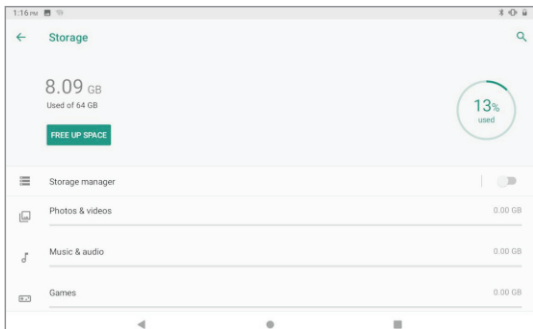 1:16 PM
Storage
8.09 GB
Used of 64 GB
13% used
FREE UP SPACE
Storage manager
Photos & videos 0.00 GB
Music & audio 0.00 GB
Games 0.00 GB